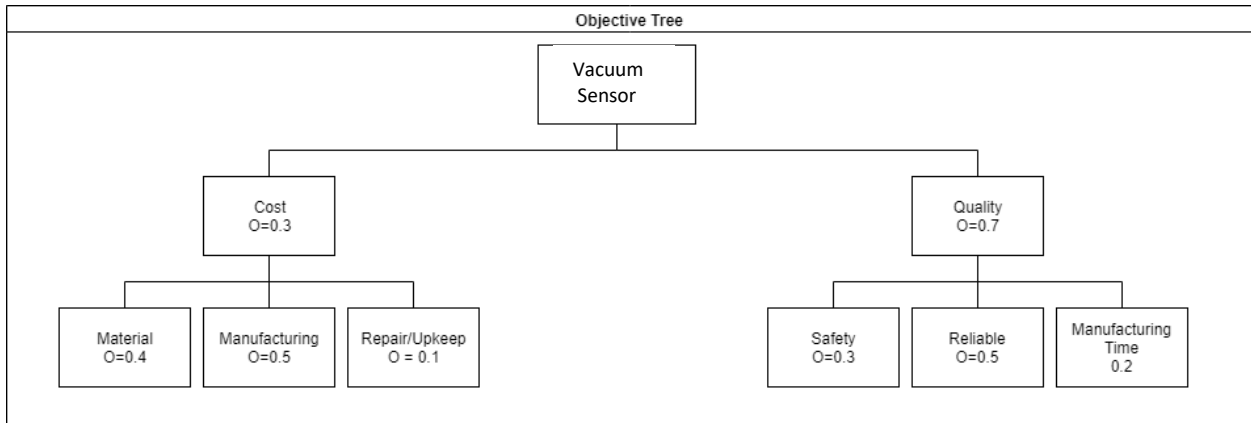 Objective Tree
Vacuum
Sensor
Cost
O=0.3
Quality
O=0.7
Material
O=0.4
Manufacturing
O=0.5
Repair/Upkeep
O = 0.1
Safety
O=0.3
Reliable
O=0.5
Manufacturing
Time
0.2